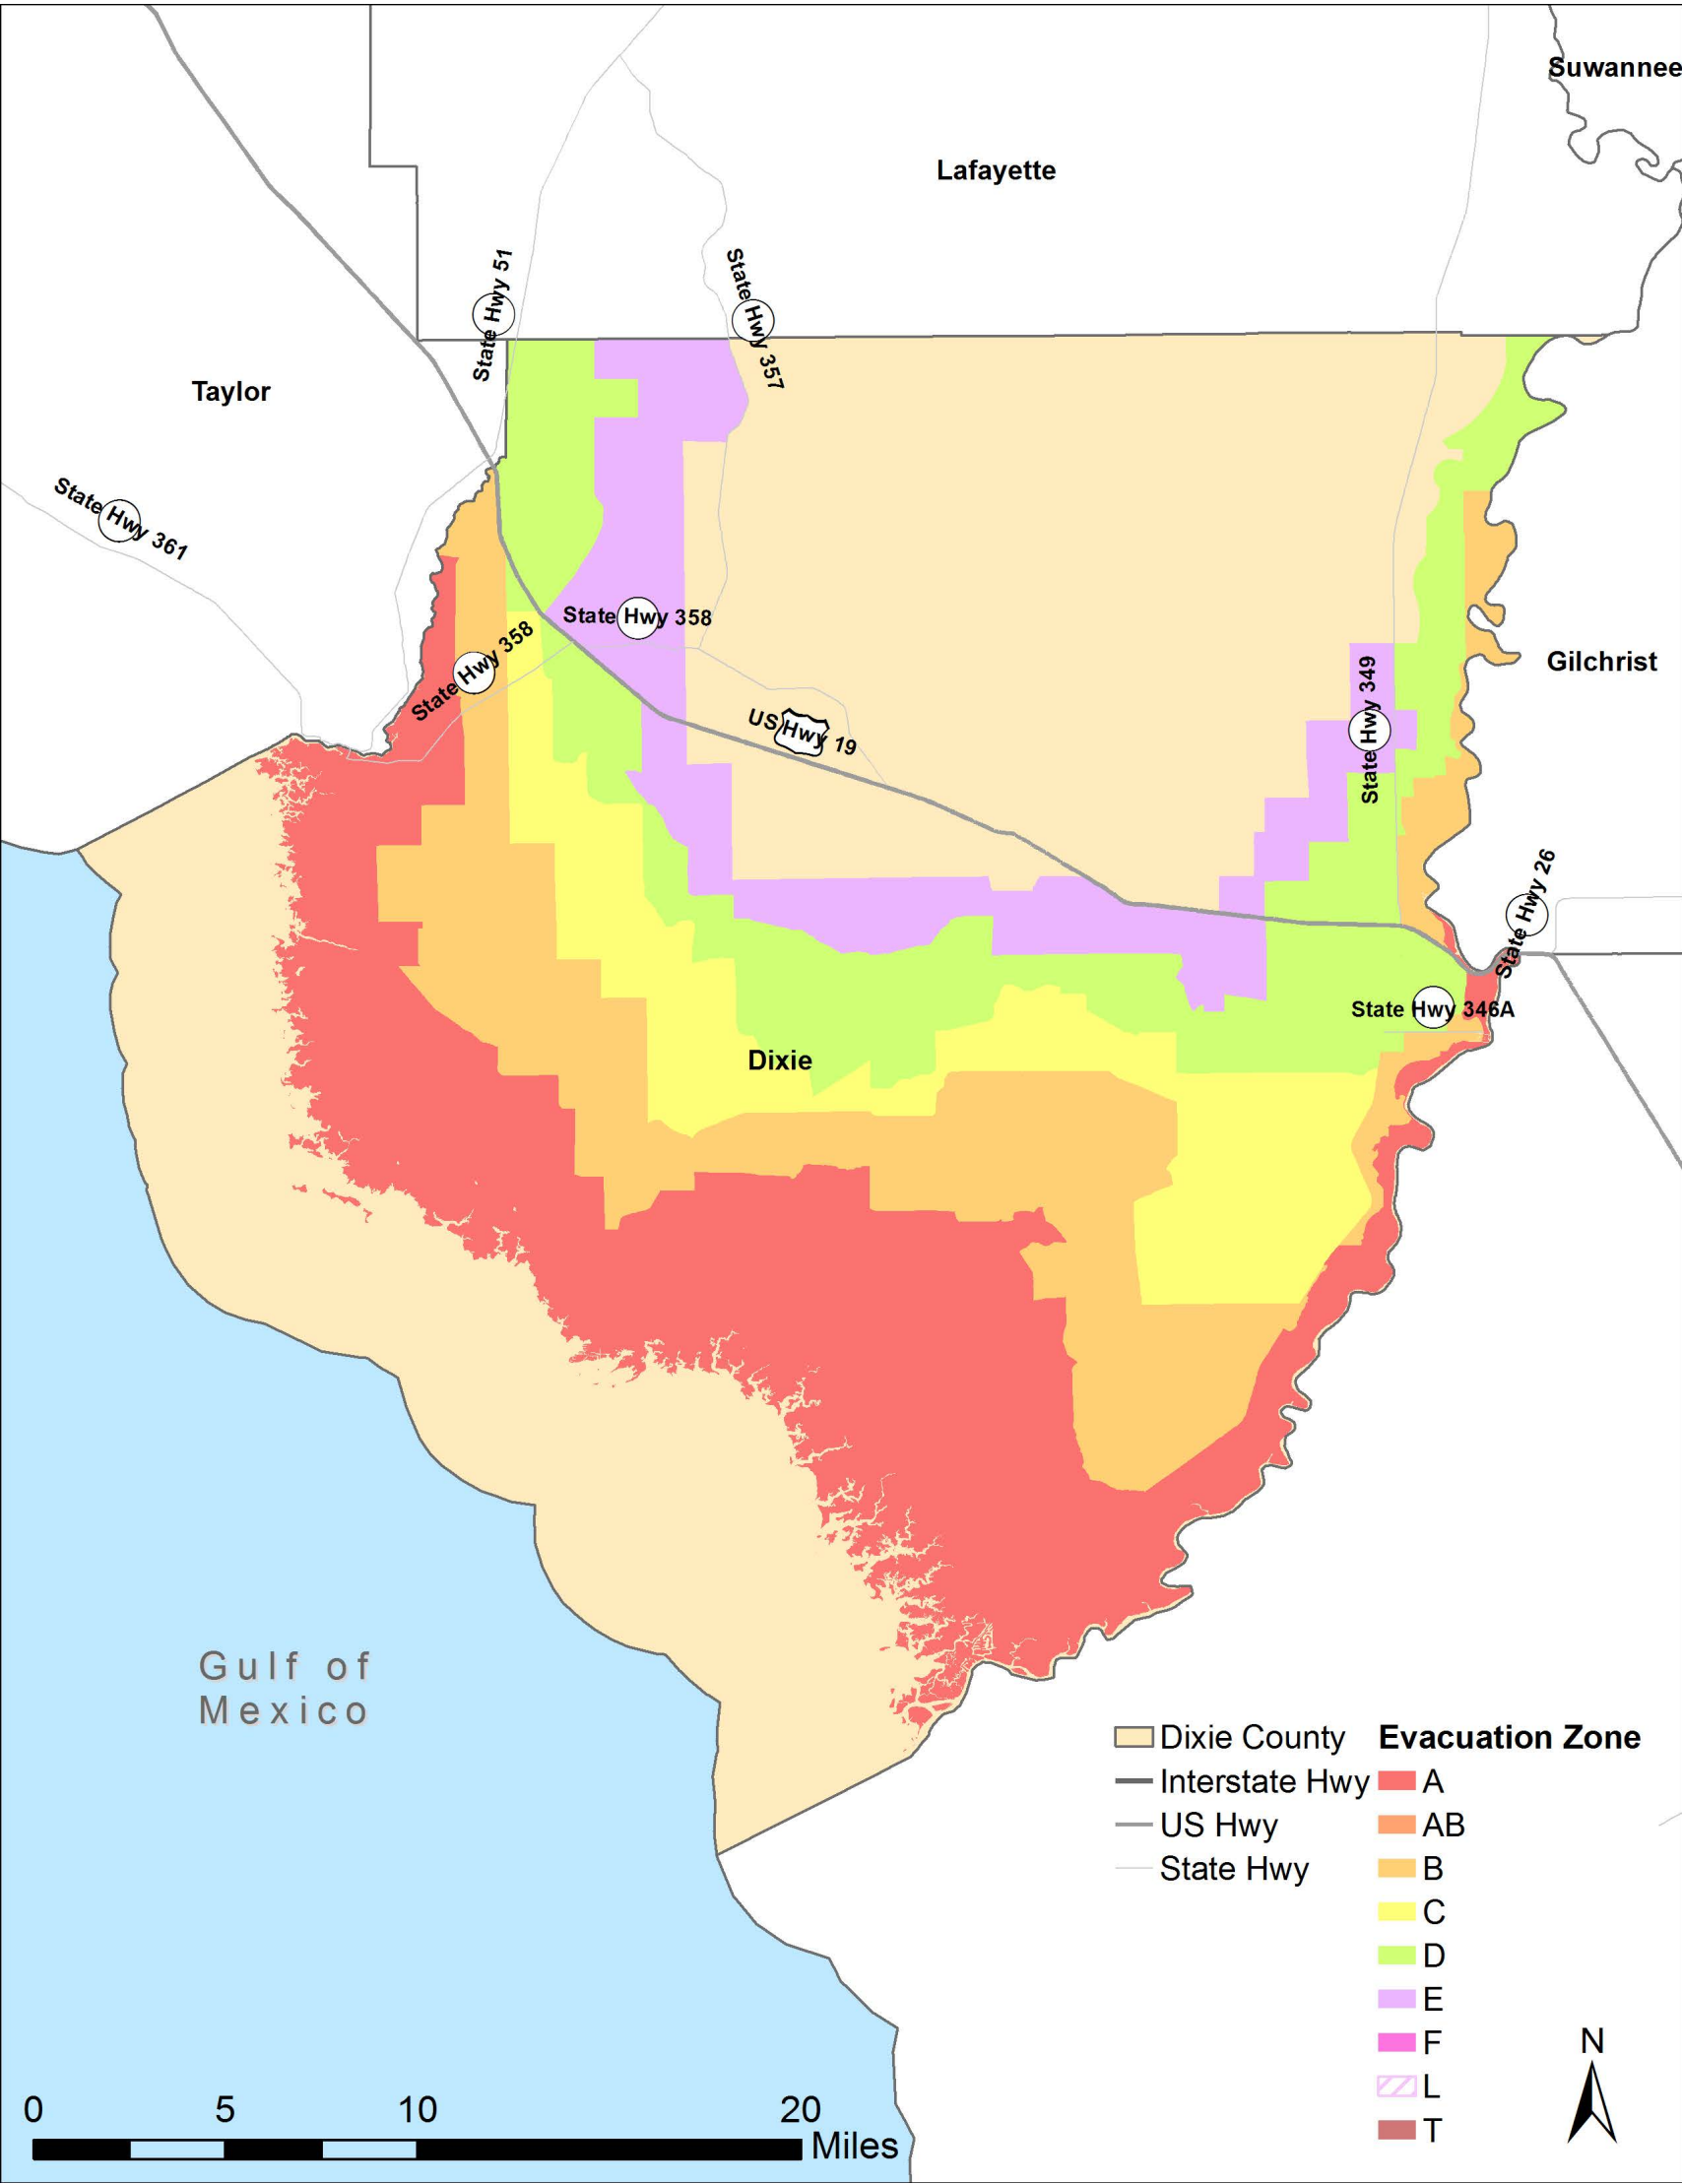 Suwannee
Lafayette
State Hwy 51
State Hwy 357
Taylor
State Hwy 361
State Hwy 358
State Hwy 358
Gilchrist
State Hwy 349
US Hwy 19
State Hwy 26
State Hwy 346A
Dixie
Gulf of
Mexico
Dixie County
Interstate Hwy
US Hwy
State Hwy
Evacuation Zone
A
AB
B
C
D
E
F
L
T
N
0 5 10 20
Miles